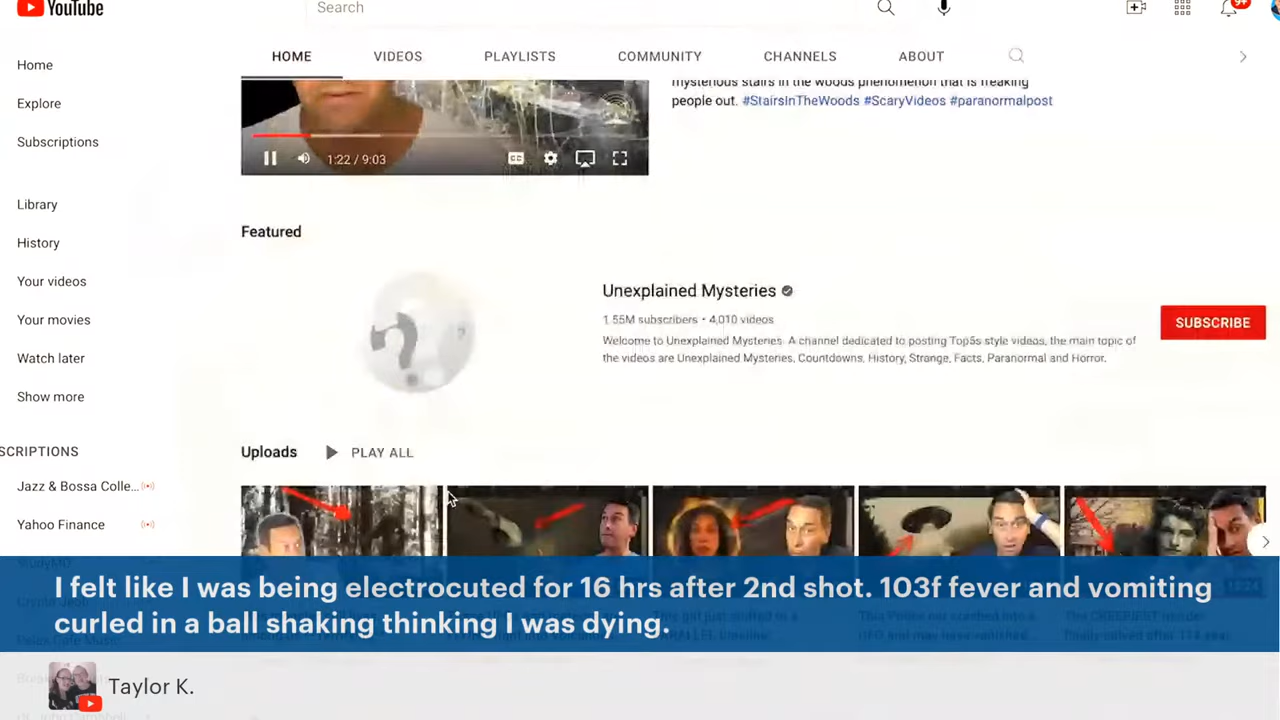 YouTube
Search
9+
HOME VIDEOS PLAYLISTS COMMUNITY CHANNELS ABOUT
Home
Explore
Subscriptions
Library
History
Your videos
Your movies
Watch later
Show more
SCRIPTIONS
Jazz & Bossa Colle...
Yahoo Finance
mysterious stairs in the woods phenomenon that is freaking
people out. #StairsInTheWoods #ScaryVideos #paranormalpost
CC
1:22 / 9:03
Featured
Unexplained Mysteries
1.55M subscribers • 4,010 videos
Welcome to Unexplained Mysteries. A channel dedicated to posting Top5s style videos, the main topic of
the videos are Unexplained Mysteries, Countdowns, History, Strange, Facts, Paranormal and Horror.
SUBSCRIBE
Uploads PLAY ALL
I felt like I was being electrocuted for 16 hrs after 2nd shot. 103f fever and vomiting
curled in a ball shaking thinking I was dying.
Taylor K.